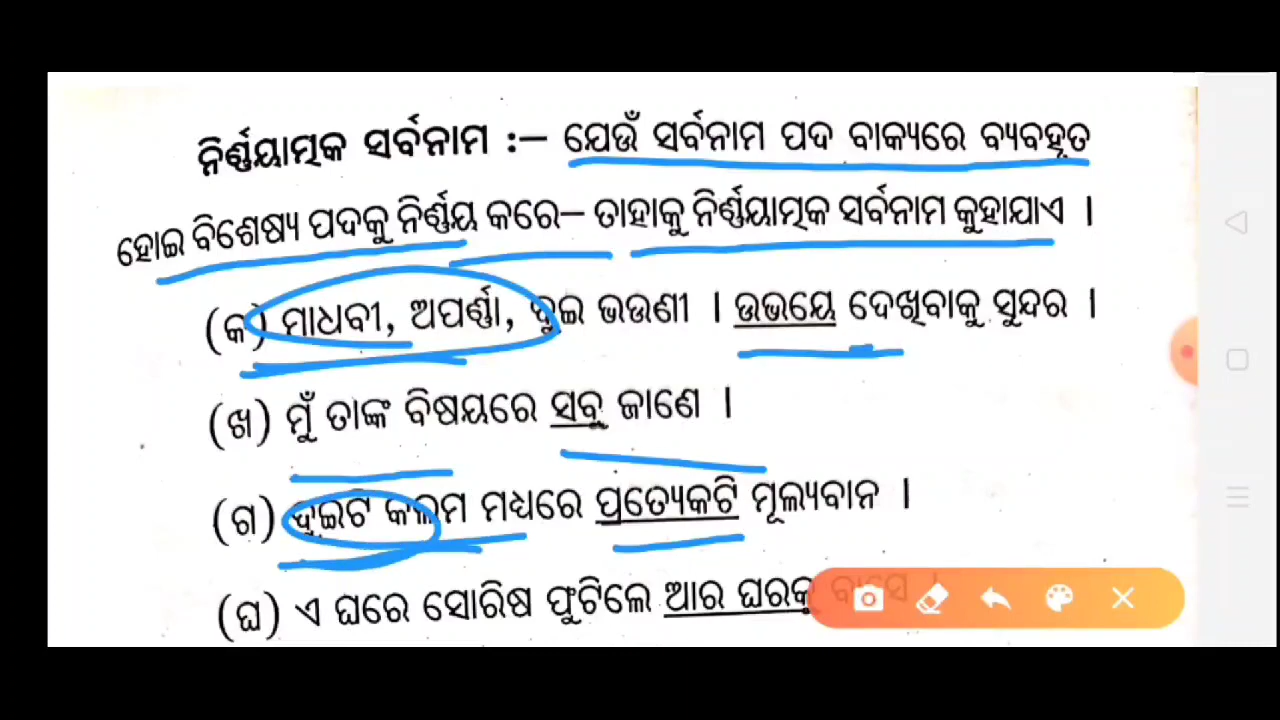 ନିର୍ଣ୍ଣୟାତ୍ମକ ସର୍ବନାମ :– ଯେଉଁ ସର୍ବନାମ ପଦ ବାକ୍ୟରେ ବ୍ୟବହୃତ
ହୋଇ ବିଶେଷ୍ୟ ପଦକୁ ନିର୍ଣ୍ଣୟ କରେ– ତାହାକୁ ନିର୍ଣ୍ଣୟାତ୍ମକ ସର୍ବନାମ କୁହାଯାଏ ।
(କ) ମାଧବୀ, ଅପର୍ଣ୍ଣା, ଦୁଇ ଭଉଣୀ । ଉଭୟେ ଦେଖିବାକୁ ସୁନ୍ଦର ।
(ଖ) ମୁଁ ତାଙ୍କ ବିଷୟରେ ସବୁ ଜାଣେ ।
(ଗ) ଦୁଇଟି କଲମ ମଧ୍ୟରେ ପ୍ରତ୍ୟେକଟି ମୂଲ୍ୟବାନ ।
(ଘ) ଏ ଘରେ ସୋରିଷ ଫୁଟିଲେ ଆର ଘରକୁ ବାସେ ।